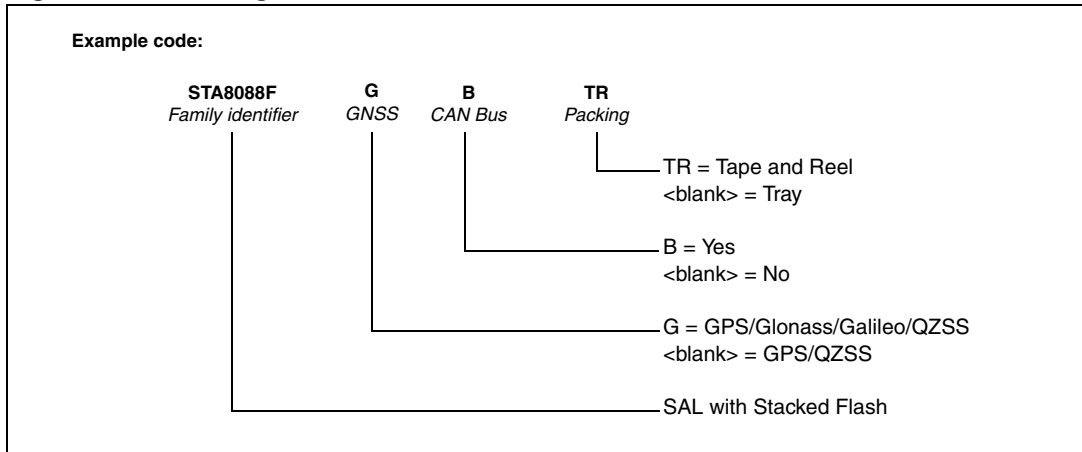 Example code:
STA8088F G B TR
Family identifier GNSS CAN Bus Packing
TR = Tape and Reel
<blank> = Tray
B = Yes
<blank> = No
G = GPS/Glonass/Galileo/QZSS
<blank> = GPS/QZSS
SAL with Stacked Flash